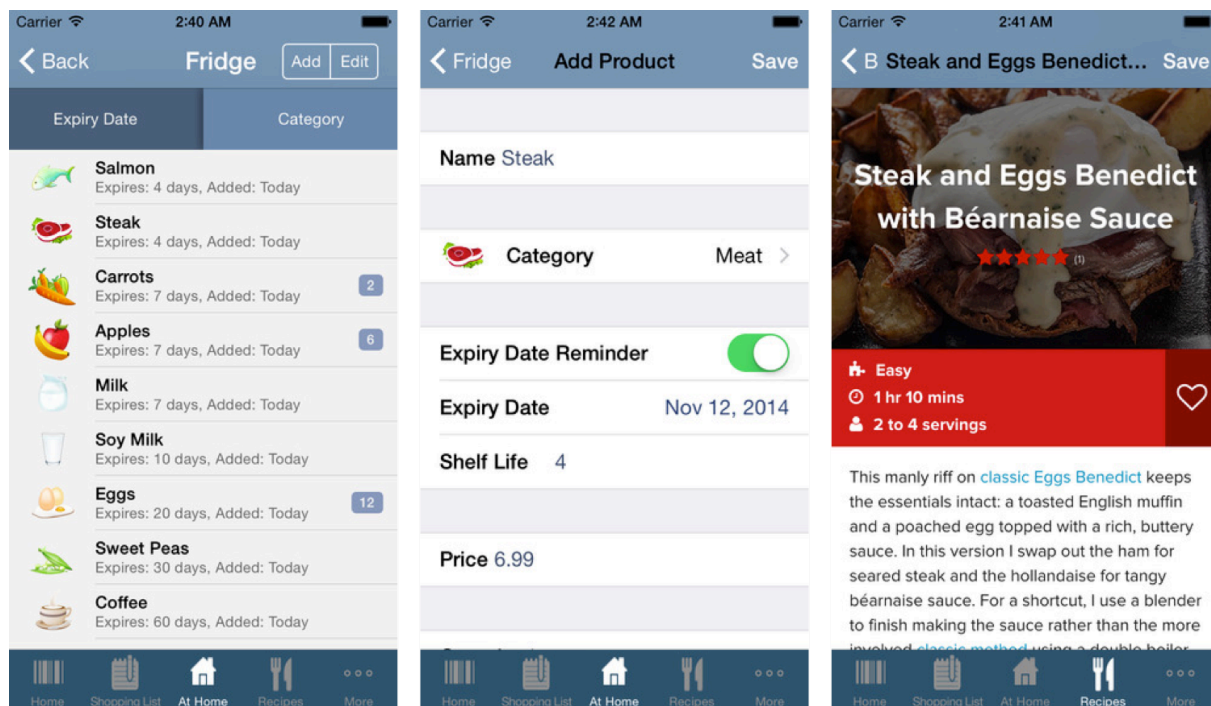 Carrier 2:40 AM
Back Fridge Add Edit
Expiry Date Category
Salmon
Expires: 4 days, Added: Today
Steak
Expires: 4 days, Added: Today
Carrots
Expires: 7 days, Added: Today
2
Apples
Expires: 7 days, Added: Today
6
Milk
Expires: 7 days, Added: Today
Soy Milk
Expires: 10 days, Added: Today
Eggs
Expires: 20 days, Added: Today
12
Sweet Peas
Expires: 30 days, Added: Today
Coffee
Expires: 60 days, Added: Today
Home Shopping List At Home Recipes More
Carrier 2:42 AM
Fridge Add Product Save
Name Steak
Category Meat
Expiry Date Reminder
Expiry Date Nov 12, 2014
Shelf Life 4
Price 6.99
Home Shopping List At Home Recipes More
Carrier 2:41 AM
B Steak and Eggs Benedict... Save
Steak and Eggs Benedict
with Béarnaise Sauce
(1)
Easy
1 hr 10 mins
2 to 4 servings
This manly riff on classic Eggs Benedict keeps
the essentials intact: a toasted English muffin
and a poached egg topped with a rich, buttery
sauce. In this version I swap out the ham for
seared steak and the hollandaise for tangy
béarnaise sauce. For a shortcut, I use a blender
to finish making the sauce rather than the more
involved classic method using a double boiler
Home Shopping List At Home Recipes More